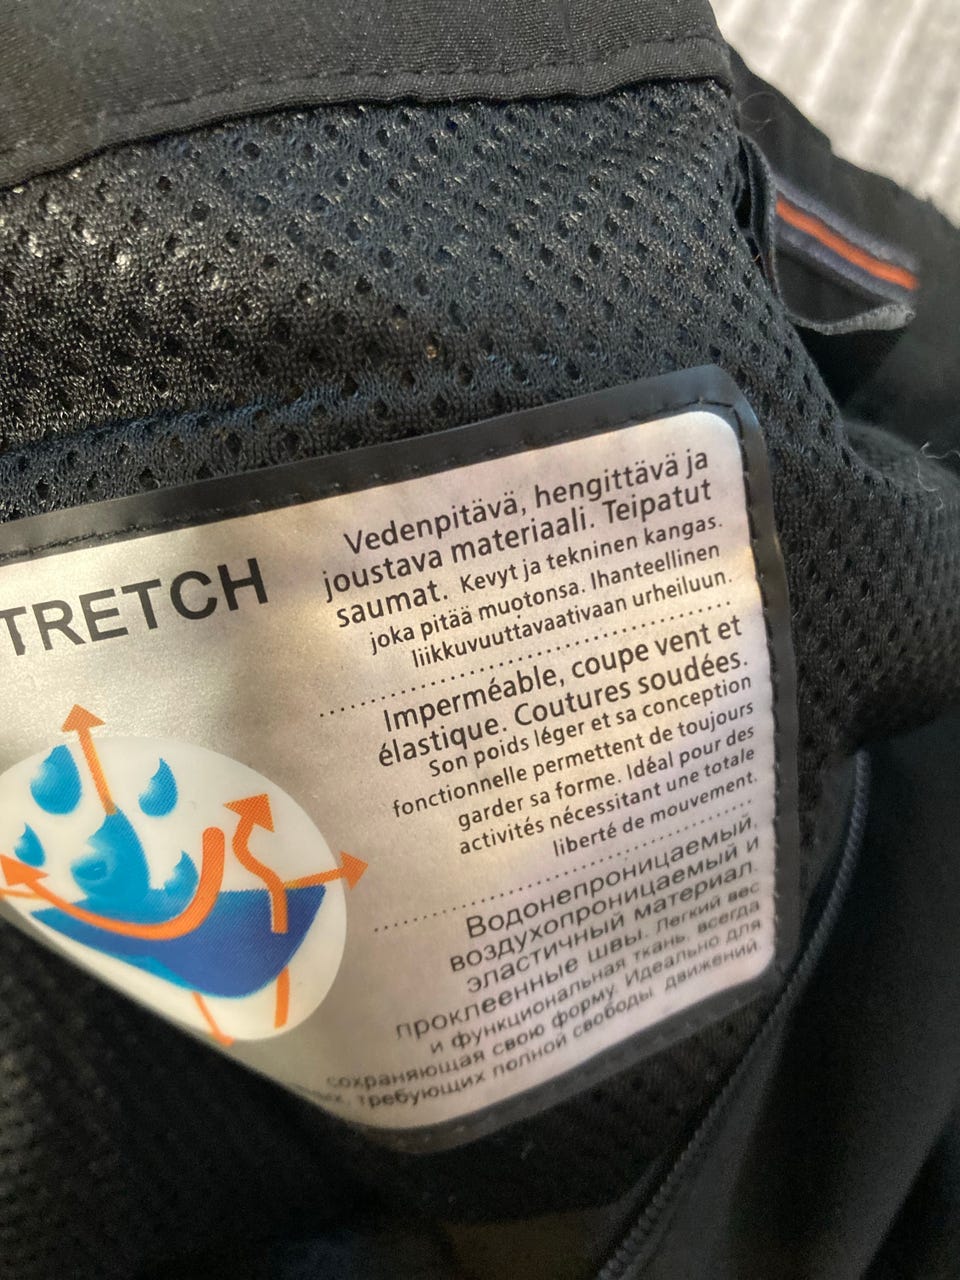 TRETCH
Vedenpitävä, hengittävä ja
joustava materiaali. Teipatut
saumat. Kevyt ja tekninen kangas.
joka pitää muotonsa. Ihanteellinen
liikkuvuuttavaativaan urheiluun.
Imperméable, coupe vent et
élastique. Coutures soudées.
Son poids léger et sa conception
fonctionnelle permettent de toujours
garder sa forme. Idéal pour des
activités nécessitant une totale
liberté de mouvement.
Водонепроницаемый,
воздухопроницаемый и
эластичный материал.
проклеенные швы. Легкий вес
и функциональная ткань, всегда
сохраняющая свою форму. Идеально для
требующих полной свободы движений.